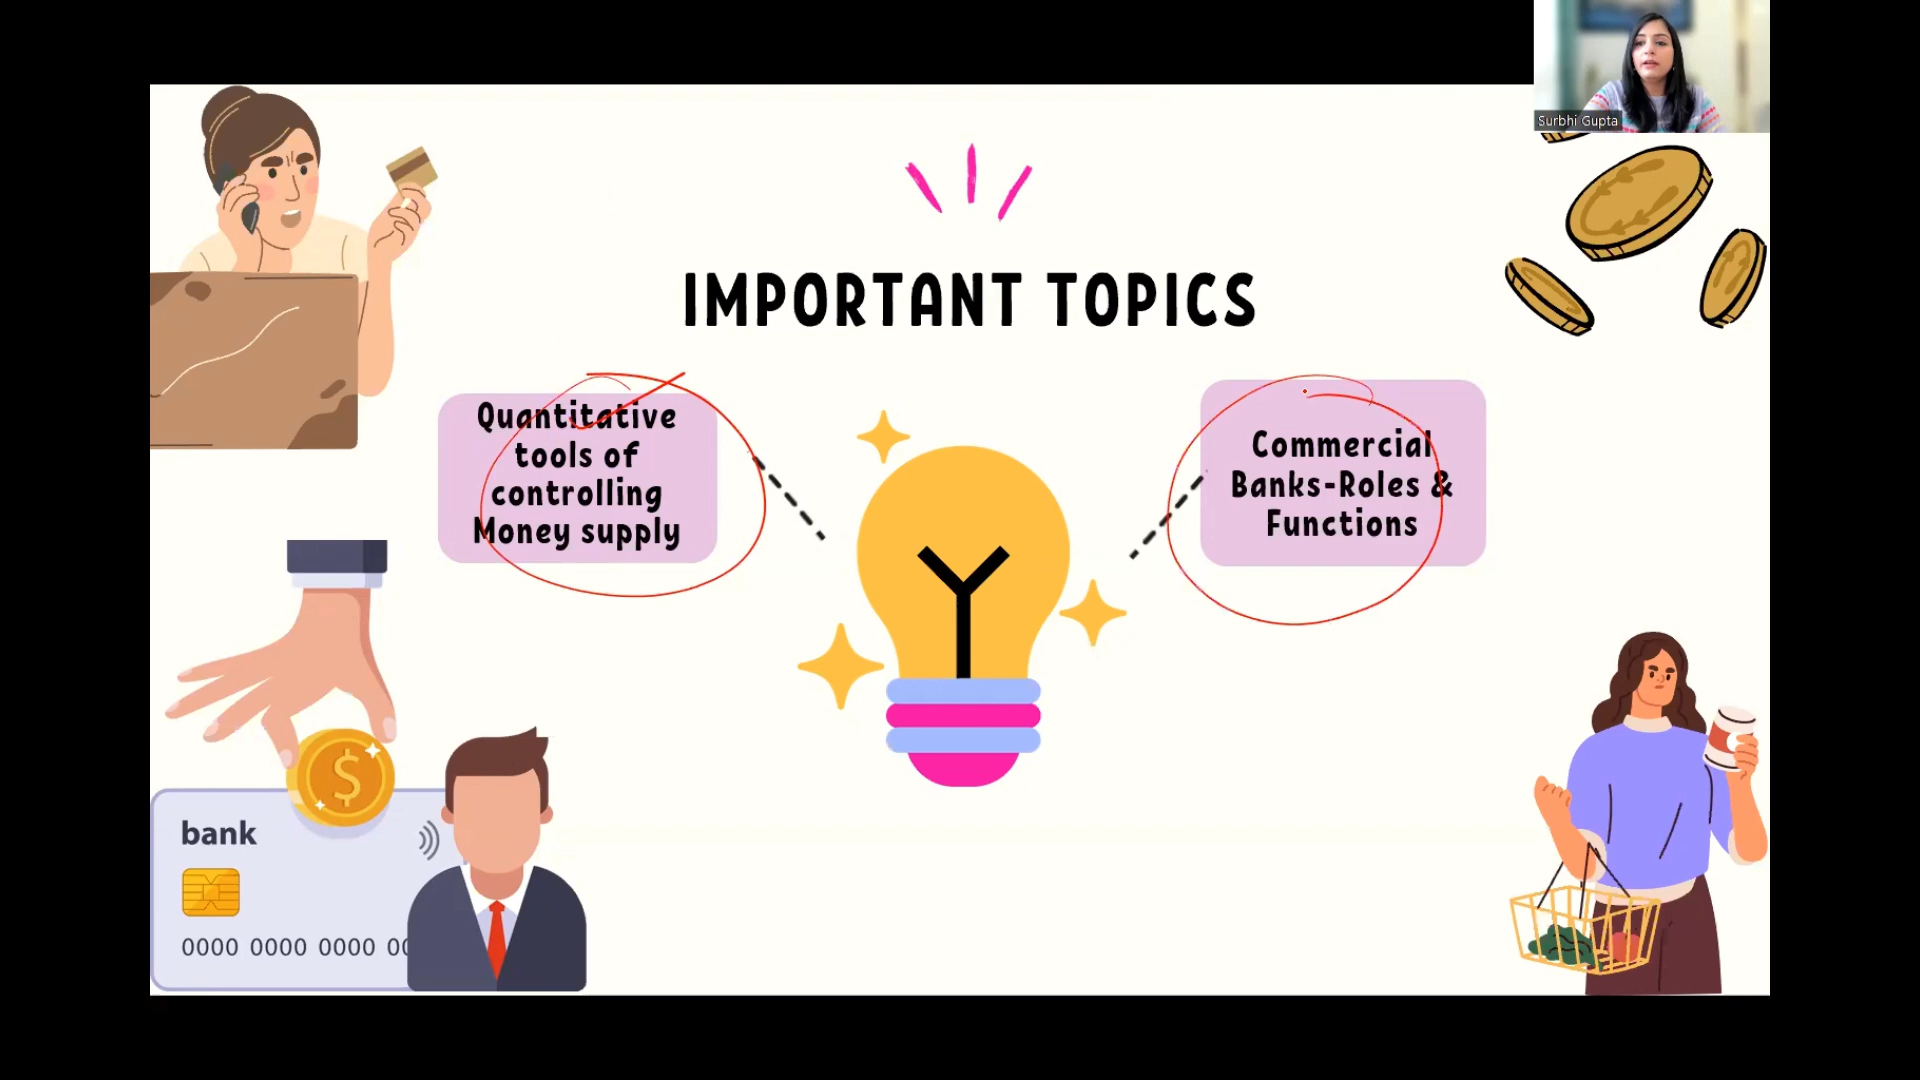 Surbhi Gupta
IMPORTANT TOPICS
Quantitative
tools of
controlling
Money supply
Commercial
Banks-Roles &
Functions
$
bank
0000 0000 0000 00